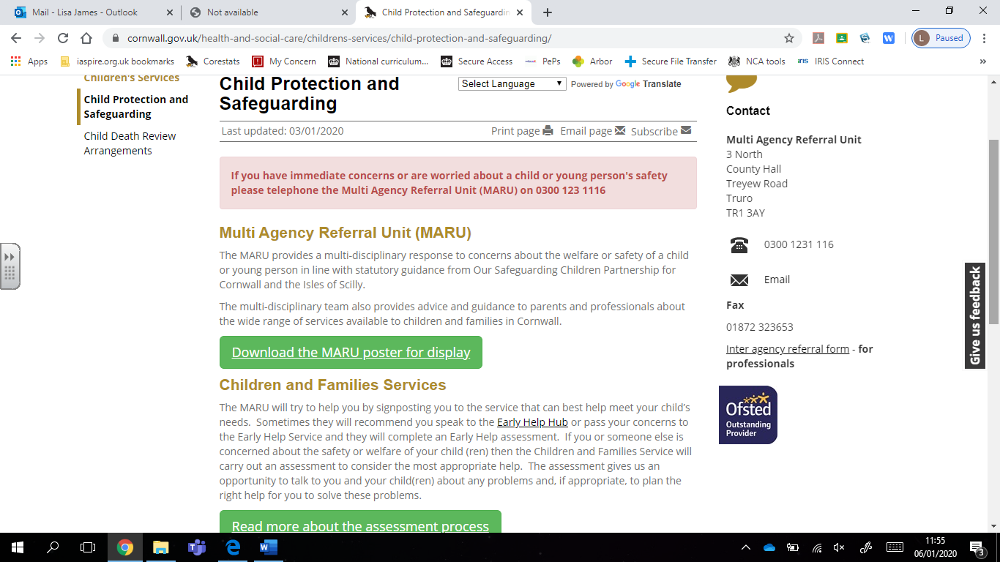 Mail - Lisa James - Outlook
Not available
Child Protection and Safeguardin
cornwall.gov.uk/health-and-social-care/childrens-services/child-protection-and-safeguarding/
L Paused
Apps
iaspire.org.uk bookmarks
Corestats
My Concern
National curriculum...
Secure Access
PePs
Arbor
Secure File Transfer
NCA tools
iris IRIS Connect
»
Children's Services
Child Protection and
Safeguarding
Child Death Review
Arrangements
Child Protection and
Safeguarding
Select Language
Powered by Google Translate
Last updated: 03/01/2020
Print page
Email page
Subscribe
If you have immediate concerns or are worried about a child or young person's safety
please telephone the Multi Agency Referral Unit (MARU) on 0300 123 1116
Multi Agency Referral Unit (MARU)
The MARU provides a multi-disciplinary response to concerns about the welfare or safety of a child
or young person in line with statutory guidance from Our Safeguarding Children Partnership for
Cornwall and the Isles of Scilly.
The multi-disciplinary team also provides advice and guidance to parents and professionals about
the wide range of services available to children and families in Cornwall.
Download the MARU poster for display
Children and Families Services
The MARU will try to help you by signposting you to the service that can best help meet your child's
needs. Sometimes they will recommend you speak to the Early Help Hub or pass your concerns to
the Early Help Service and they will complete an Early Help assessment. If you or someone else is
concerned about the safety or welfare of your child (ren) then the Children and Families Service will
carry out an assessment to consider the most appropriate help. The assessment gives us an
opportunity to talk to you and your child(ren) about any problems and, if appropriate, to plan the
right help for you to solve these problems.
Read more about the assessment process
Contact
Multi Agency Referral Unit
3 North
County Hall
Treyew Road
Truro
TR1 3AY
0300 1231 116
Email
Fax
01872 323653
Inter agency referral form - for
professionals
Ofsted
Outstanding
Provider
Give us feedback
11:55
06/01/2020
3